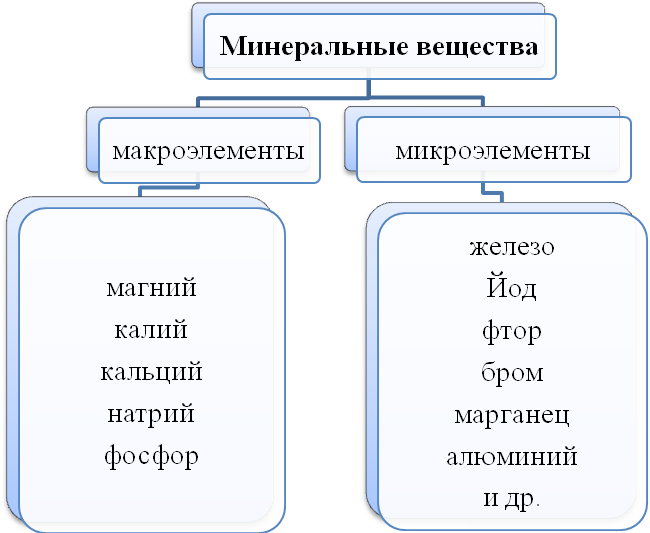 Минеральные вещества
макроэлементы
микроэлементы
магний
калий
кальций
натрий
фосфор
железо
Йод
фтор
бром
марганец
алюминий
и др.